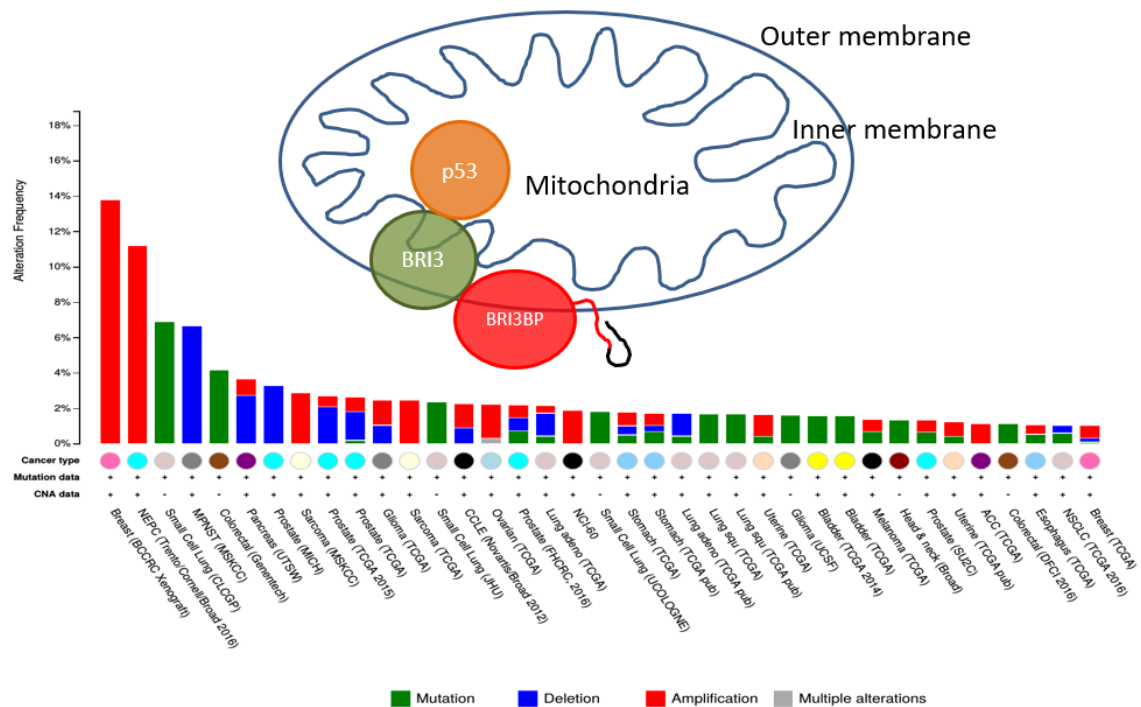 Outer membrane
Inner membrane
p53
Mitochondria
BRI3
BRI3BP
Alteration Frequency
18%
16%
14%
12%
10%
8%
6%
4%
2%
0%
Cancer type
Mutation data + + + + + + + + + + + + + + + + + + + + + + + + + + + + + + + + + + + + +
CNA data + + - + - + + + + + + + - + + + + + - + + + + + + - + + + - + + + - + + +
Breast (BCCRC Xenograft)
NEPC (Trento/Cornell/Broad 2016)
Small Cell Lung (CLCGP)
MPNST (MSKCC)
Colorectal (Genentech)
Pancreas (UTSW)
Prostate (MICH)
Sarcoma (MSKCC)
Prostate (TCGA 2015)
Prostate (TCGA)
Glioma (TCGA)
Sarcoma (TCGA)
Small Cell Lung (JHU)
CCLE (Novartis/Broad 2012)
Ovarian (TCGA)
Prostate (FHCRC, 2016)
Lung adeno (TCGA)
NCI-60
Small Cell Lung (UCOLOGNE)
Stomach (TCGA)
Stomach (TCGA pub)
Lung adeno (TCGA pub)
Lung squ (TCGA)
Lung squ (TCGA pub)
Uterine (TCGA)
Glioma (UCSF)
Bladder (TCGA 2014)
Bladder (TCGA)
Melanoma (TCGA)
Head & neck (Broad)
Prostate (SU2C)
Uterine (TCGA pub)
ACC (TCGA)
Colorectal (DFCI 2016)
Esophagus (TCGA)
NSCLC (TCGA 2016)
Breast (TCGA)
Mutation
Deletion
Amplification
Multiple alterations